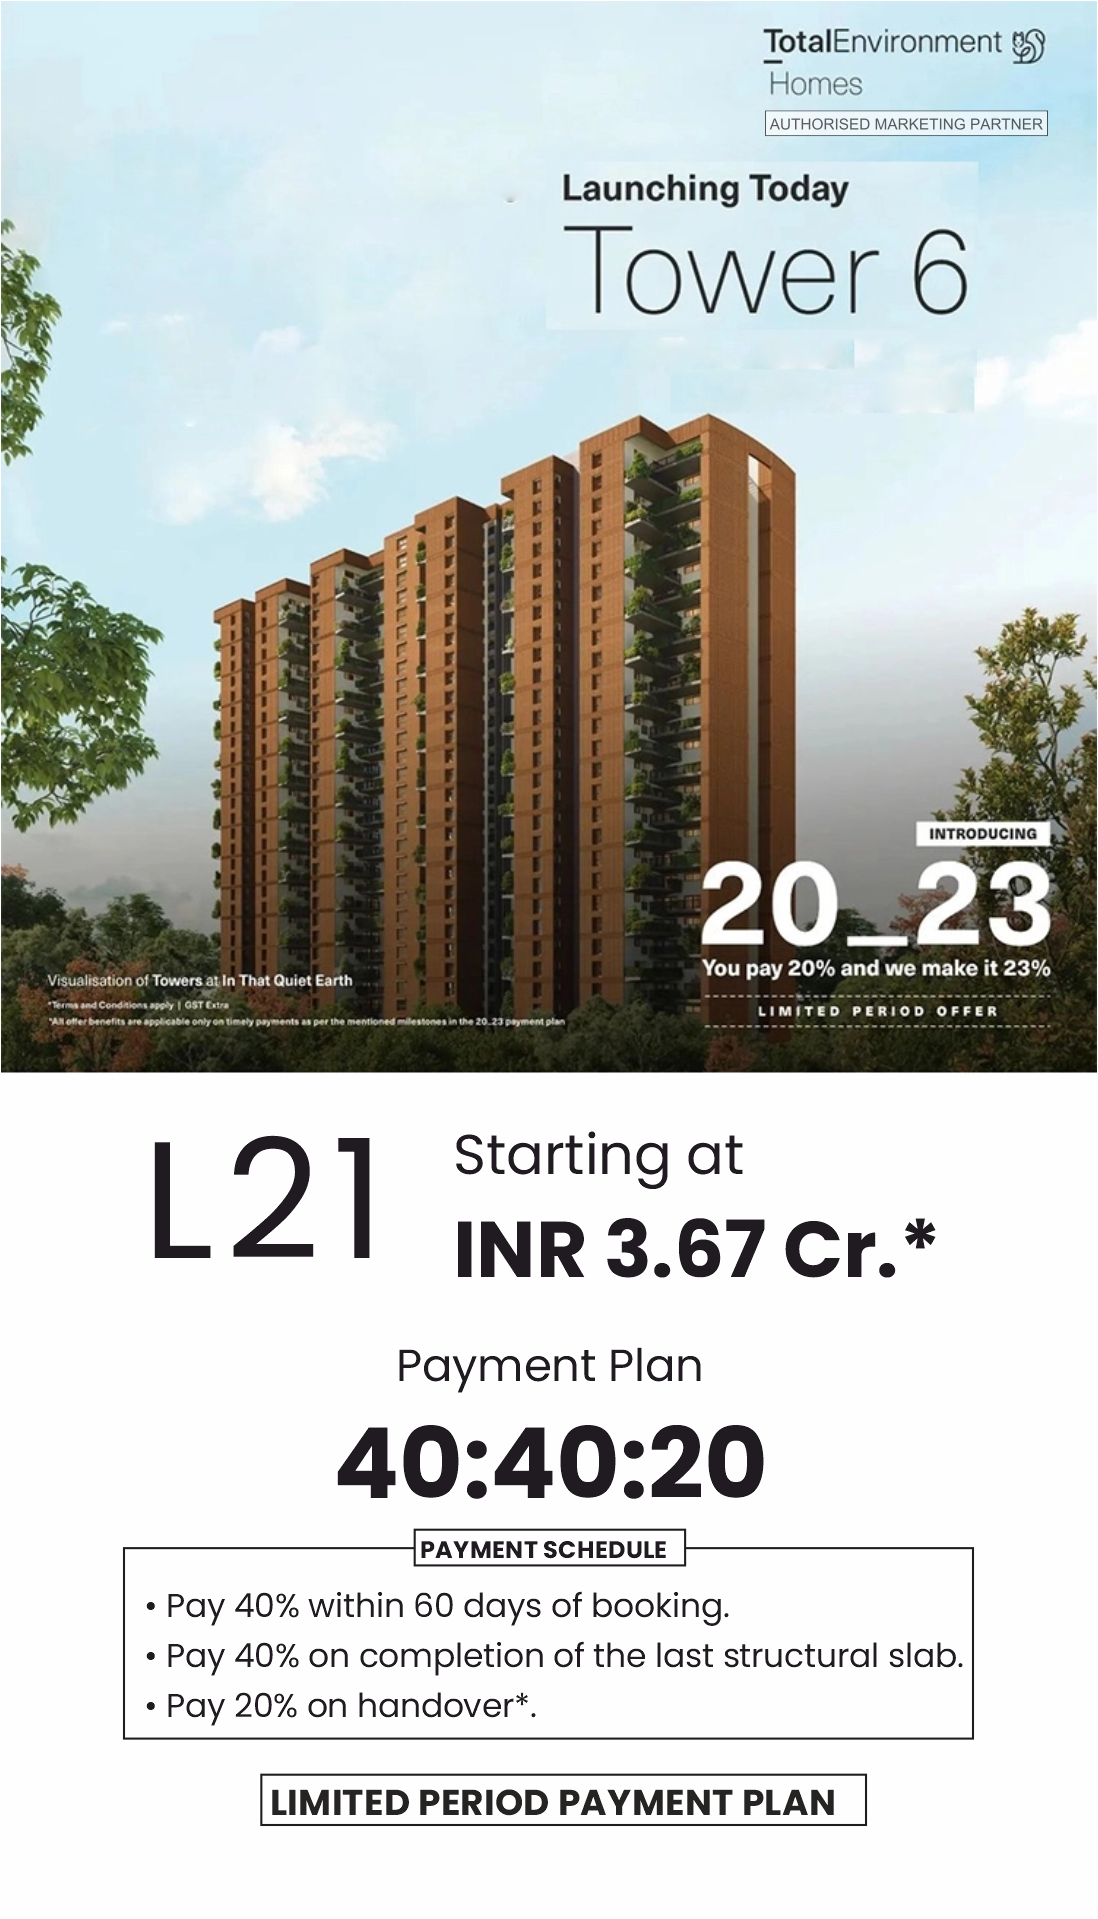 TotalEnvironment
Homes
AUTHORISED MARKETING PARTNER
Launching Today
Tower 6
INTRODUCING
20_23
You pay 20% and we make it 23%
LIMITED PERIOD OFFER
Visualisation of Towers at In That Quiet Earth
*Terms and Conditions apply | GST Extra
*All offer benefits are applicable only on timely payments as per the mentioned milestones in the 20_23 payment plan
L21
Starting at
INR 3.67 Cr.*
Payment Plan
40:40:20
PAYMENT SCHEDULE
• Pay 40% within 60 days of booking.
• Pay 40% on completion of the last structural slab.
• Pay 20% on handover*.
LIMITED PERIOD PAYMENT PLAN